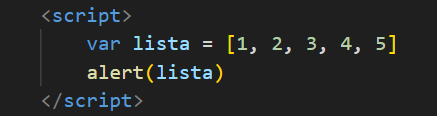 <script>
var lista = [1, 2, 3, 4, 5]
alert(lista)
</script>